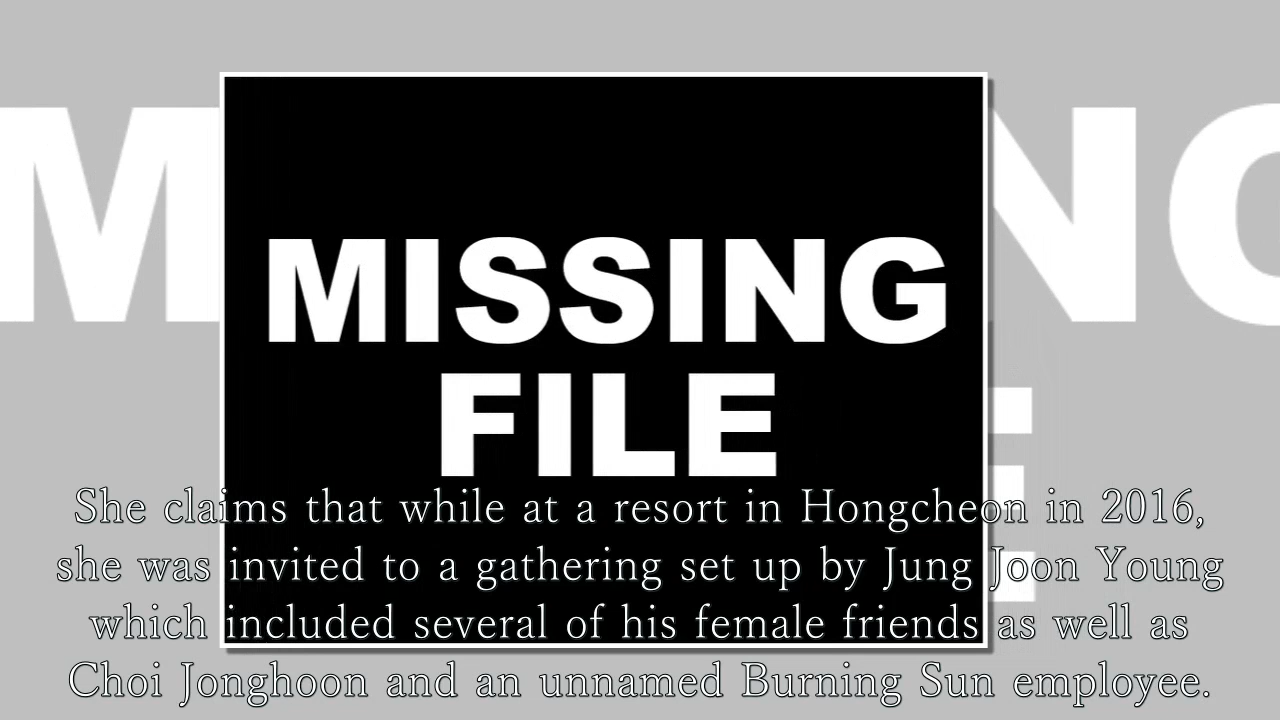 MISSING
FILE
She claims that while at a resort in Hongcheon in 2016,
she was invited to a gathering set up by Jung Joon Young
which included several of his female friends as well as
Choi Jonghoon and an unnamed Burning Sun employee.